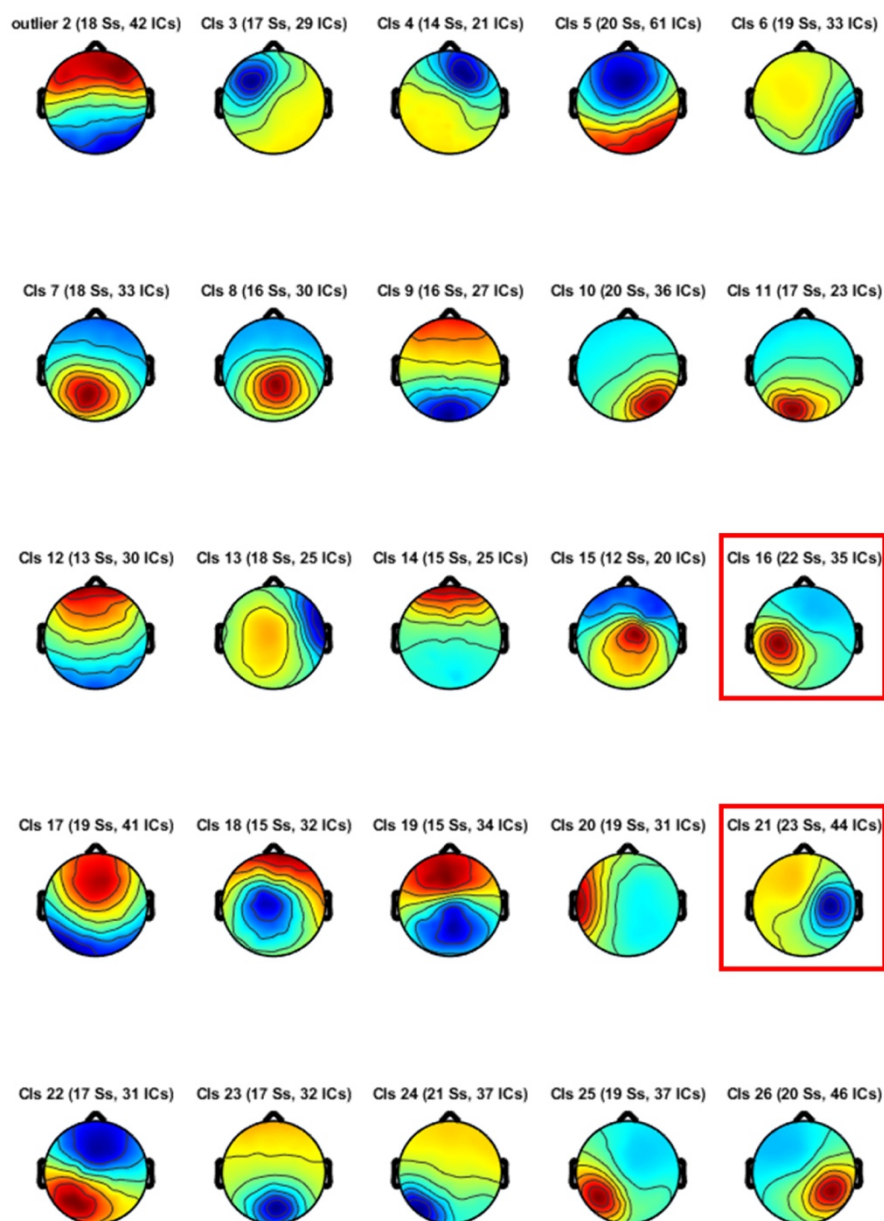 outlier 2 (18 Ss, 42 ICs) Cls 3 (17 Ss, 29 ICs) Cls 4 (14 Ss, 21 ICs) Cls 5 (20 Ss, 61 ICs) Cls 6 (19 Ss, 33 ICs)
Cls 7 (18 Ss, 33 ICs) Cls 8 (16 Ss, 30 ICs) Cls 9 (16 Ss, 27 ICs) Cls 10 (20 Ss, 36 ICs) Cls 11 (17 Ss, 23 ICs)
Cls 12 (13 Ss, 30 ICs) Cls 13 (18 Ss, 25 ICs) Cls 14 (15 Ss, 25 ICs) Cls 15 (12 Ss, 20 ICs) Cls 16 (22 Ss, 35 ICs)
Cls 17 (19 Ss, 41 ICs) Cls 18 (15 Ss, 32 ICs) Cls 19 (15 Ss, 34 ICs) Cls 20 (19 Ss, 31 ICs) Cls 21 (23 Ss, 44 ICs)
Cls 22 (17 Ss, 31 ICs) Cls 23 (17 Ss, 32 ICs) Cls 24 (21 Ss, 37 ICs) Cls 25 (19 Ss, 37 ICs) Cls 26 (20 Ss, 46 ICs)